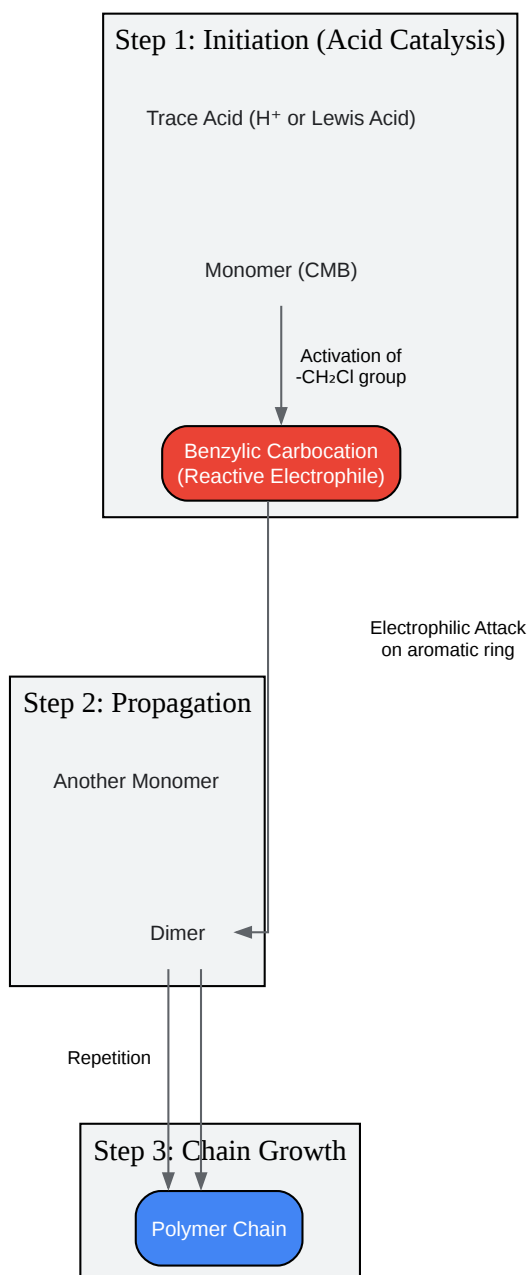 Step 1: Initiation (Acid Catalysis)
Trace Acid (H⁺ or Lewis Acid)
Monomer (CMB)
Activation of
-CH₂Cl group
Benzylic Carbocation
(Reactive Electrophile)
Electrophilic Attack
on aromatic ring
Step 2: Propagation
Another Monomer
Dimer
Repetition
Step 3: Chain Growth
Polymer Chain